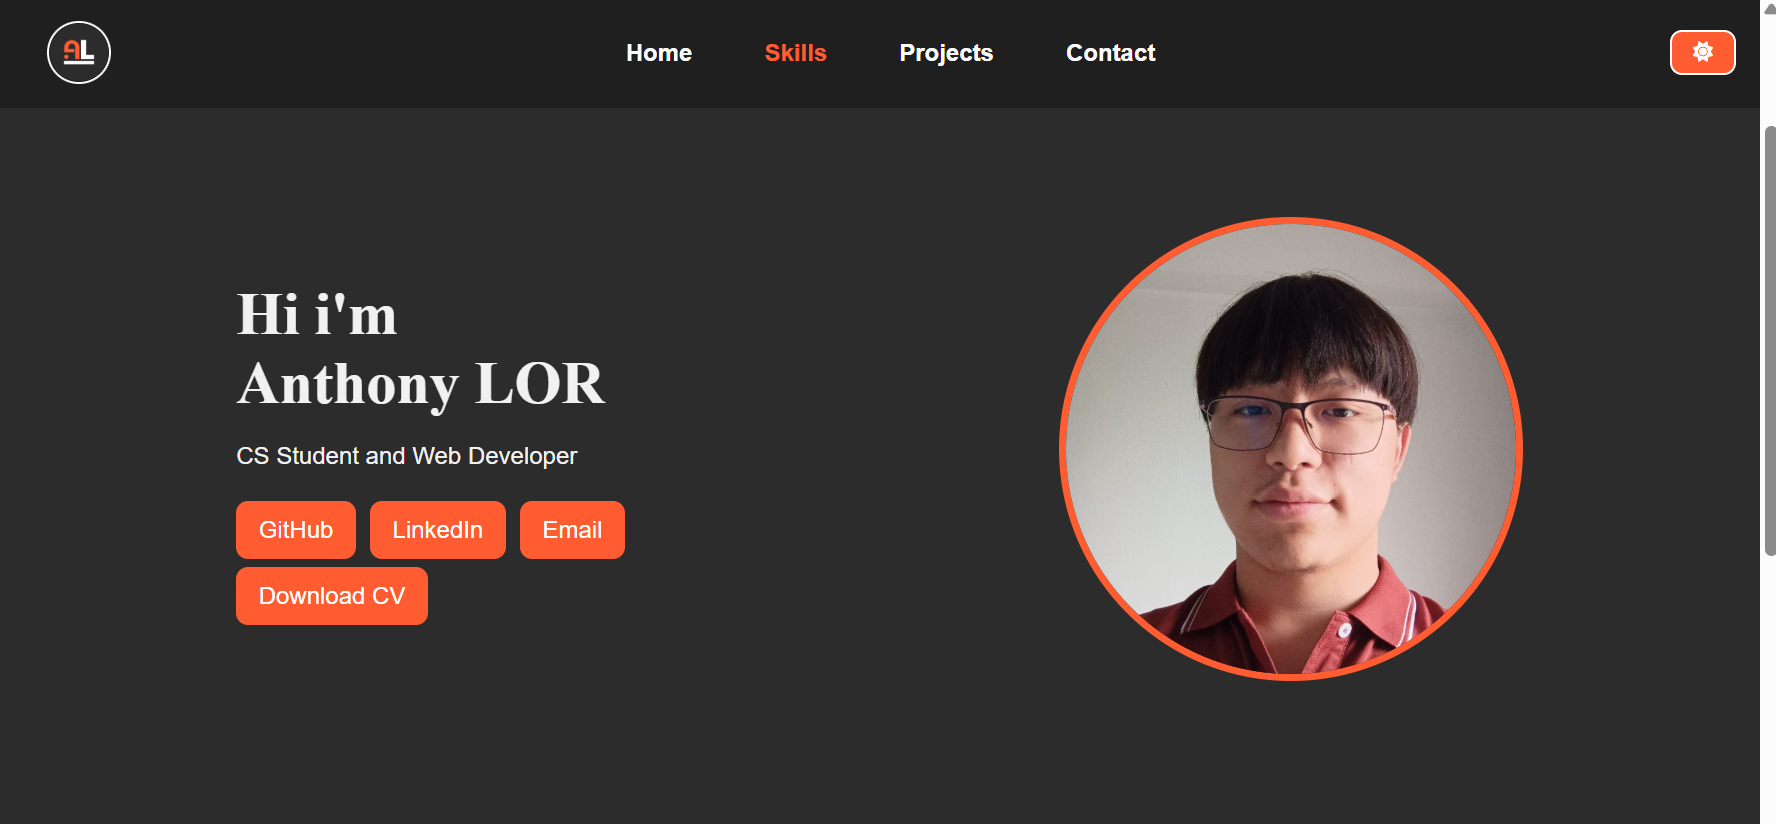 AL
Home Skills Projects Contact
Hi i'm
Anthony LOR
CS Student and Web Developer
GitHub LinkedIn Email
Download CV